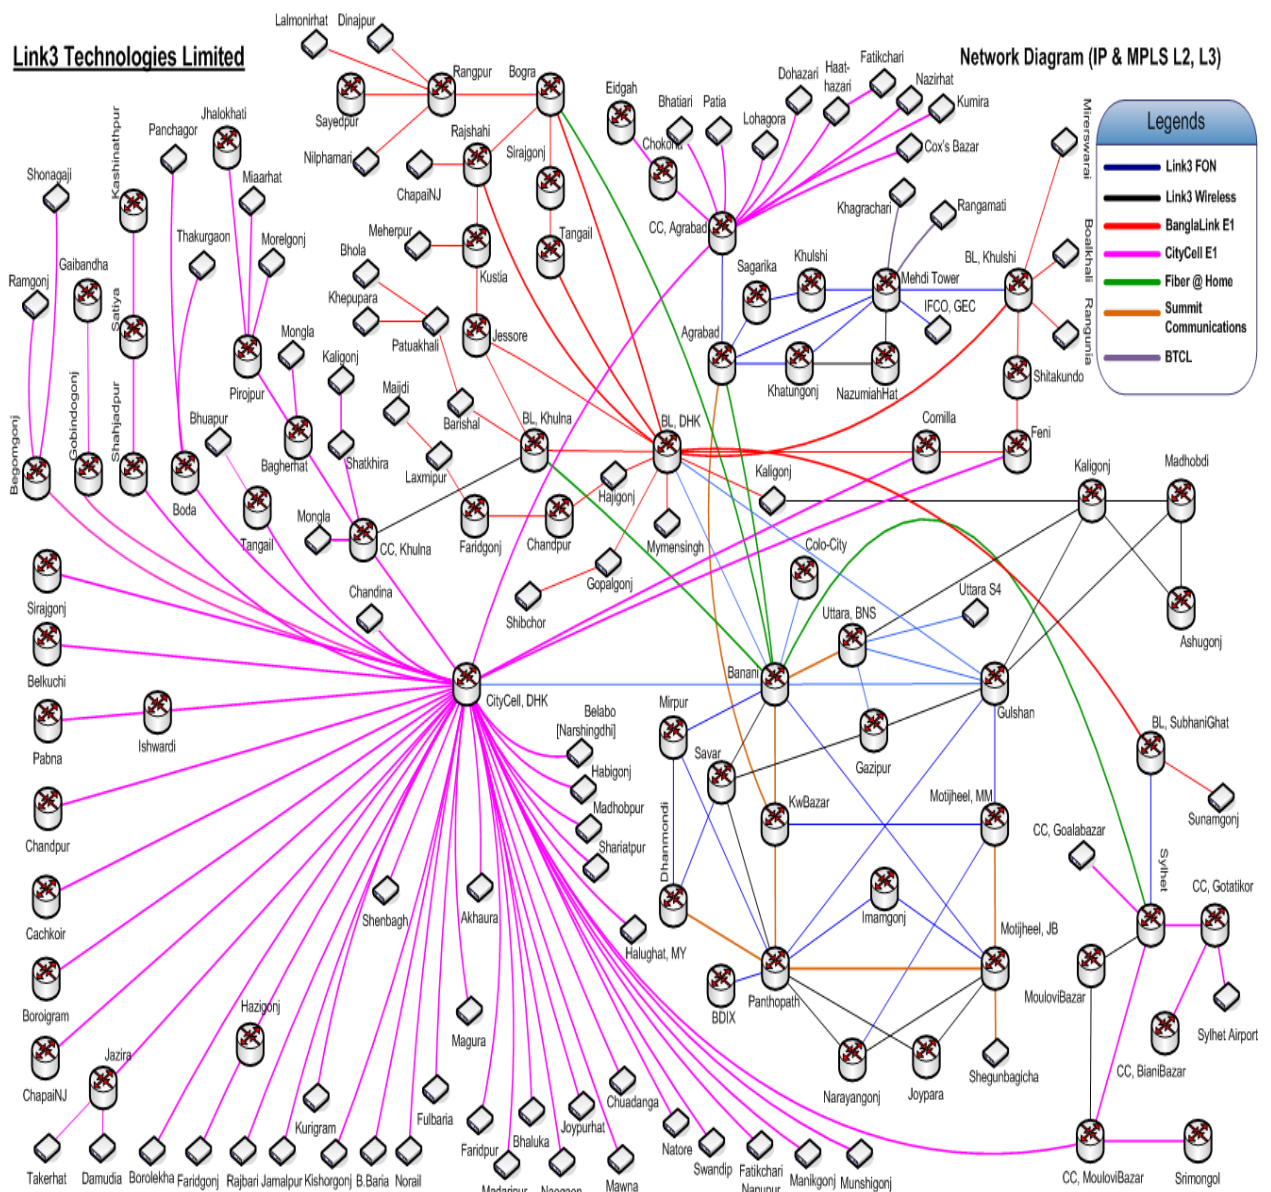 Link3 Technologies Limited
Network Diagram (IP & MPLS L2, L3)
Legends
Link3 FON
Link3 Wireless
BanglaLink E1
CityCell E1
Fiber @ Home
Summit
Communications
BTCL
Lalmonirhat
Dinajpur
Rangpur
Bogra
Sayedpur
Nilphamari
Rajshahi
Sirajgonj
ChapaiNJ
Meherpur
Kustia
Tangail
Bhola
Khepupara
Patuakhali
Jessore
Barishal
BL, Khulna
BL, DHK
Maijdi
Laxmipur
Faridgonj
Chandpur
Hajigonj
Mymensingh
Gopalgonj
Shibchor
Kaligonj
Eidgah
Chokoria
Bhatiari
Patia
Lohagora
Dohazari
Haat-
hazari
Fatikchari
Nazirhat
Kumira
Cox's Bazar
CC, Agrabad
Khagrachari
Rangamati
Sagarika
Khulshi
Mehdi Tower
BL, Khulshi
IFCO, GEC
Agrabad
Khatungonj
NazumiahHat
Mirerswarai
Boalkhali
Rangunia
Shitakundo
Comilla
Feni
Kaligonj
Madhobdi
Ashugonj
Shonagaji
Ramgonj
Begomgonj
Kashinathpur
Gaibandha
Satiya
Gobindogonj
Shahjadpur
Panchagor
Jhalokhati
Thakurgaon
Miaarhat
Morelgonj
Pirojpur
Mongla
Kaligonj
Bhuapur
Bagherhat
Shatkhira
Boda
Tangail
Mongla
CC, Khulna
Chandina
Sirajgonj
Belkuchi
Pabna
Ishwardi
Chandpur
Cachkoir
Boroigram
ChapaiNJ
Jazira
Takerhat
Damudia
CityCell, DHK
Belabo
[Narshingdhi]
Habigonj
Madhobpur
Shariatpur
Halughat, MY
Shenbagh
Akhaura
Magura
Hazigonj
Kurigram
Fulbaria
Borolekha
Faridgonj
Rajbari
Jamalpur
Kishorgonj
B.Baria
Norail
Faridpur
Madaripur
Bhaluka
Naogaon
Joypurhat
Chuadanga
Mawna
Natore
Swandip
Fatikchari
Nanupur
Manikgonj
Munshigonj
Colo-City
Uttara, BNS
Uttara S4
Banani
Gulshan
Mirpur
Savar
Gazipur
Dhanmondi
KwBazar
Motijheel, MM
Imamgonj
Motijheel, JB
BDIX
Panthopath
Narayangonj
Joypara
Shegunbagicha
BL, SubhaniGhat
Sunamgonj
CC, Goalabazar
Sylhet
CC, Gotatikor
MouloviBazar
CC, BianiBazar
Sylhet Airport
CC, MouloviBazar
Srimongol